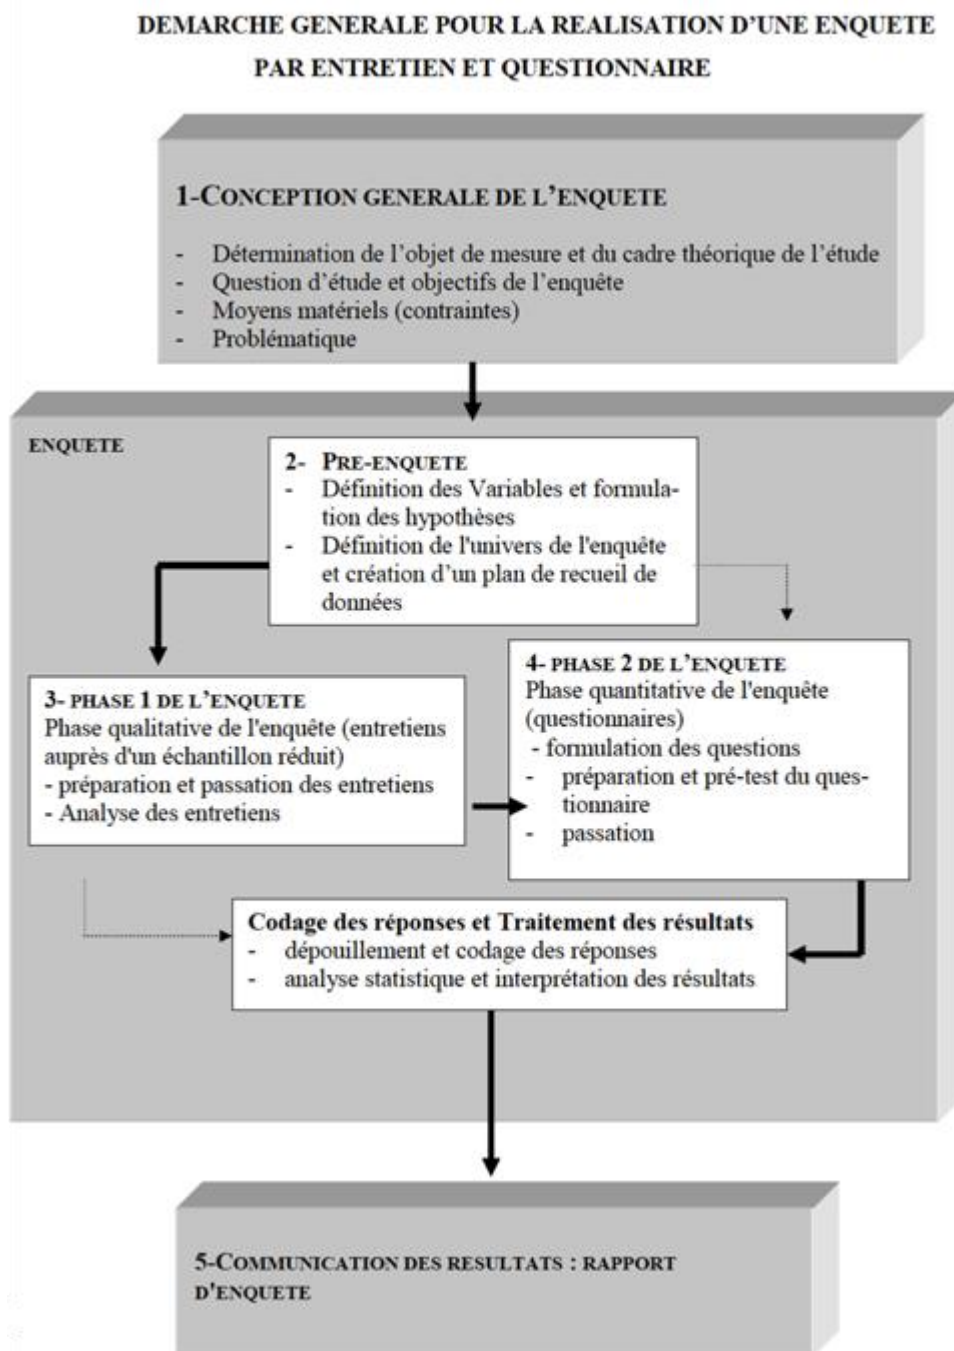 DEMARCHE GENERALE POUR LA REALISATION D’UNE ENQUETE
PAR ENTRETIEN ET QUESTIONNAIRE
1-CONCEPTION GENERALE DE L’ENQUETE
- Détermination de l’objet de mesure et du cadre théorique de l’étude
- Question d’étude et objectifs de l’enquête
- Moyens matériels (contraintes)
- Problématique
ENQUETE
2- PRE-ENQUETE
- Définition des Variables et formula-
tion des hypothèses
- Définition de l'univers de l'enquête
et création d’un plan de recueil de
données
3- PHASE 1 DE L’ENQUETE
Phase qualitative de l'enquête (entretiens
auprès d'un échantillon réduit)
- préparation et passation des entretiens
- Analyse des entretiens
4- PHASE 2 DE L’ENQUETE
Phase quantitative de l'enquête
(questionnaires)
- formulation des questions
- préparation et pré-test du ques-
tionnaire
- passation
Codage des réponses et Traitement des résultats
- dépouillement et codage des réponses
- analyse statistique et interprétation des résultats
5-COMMUNICATION DES RESULTATS : RAPPORT
D'ENQUETE